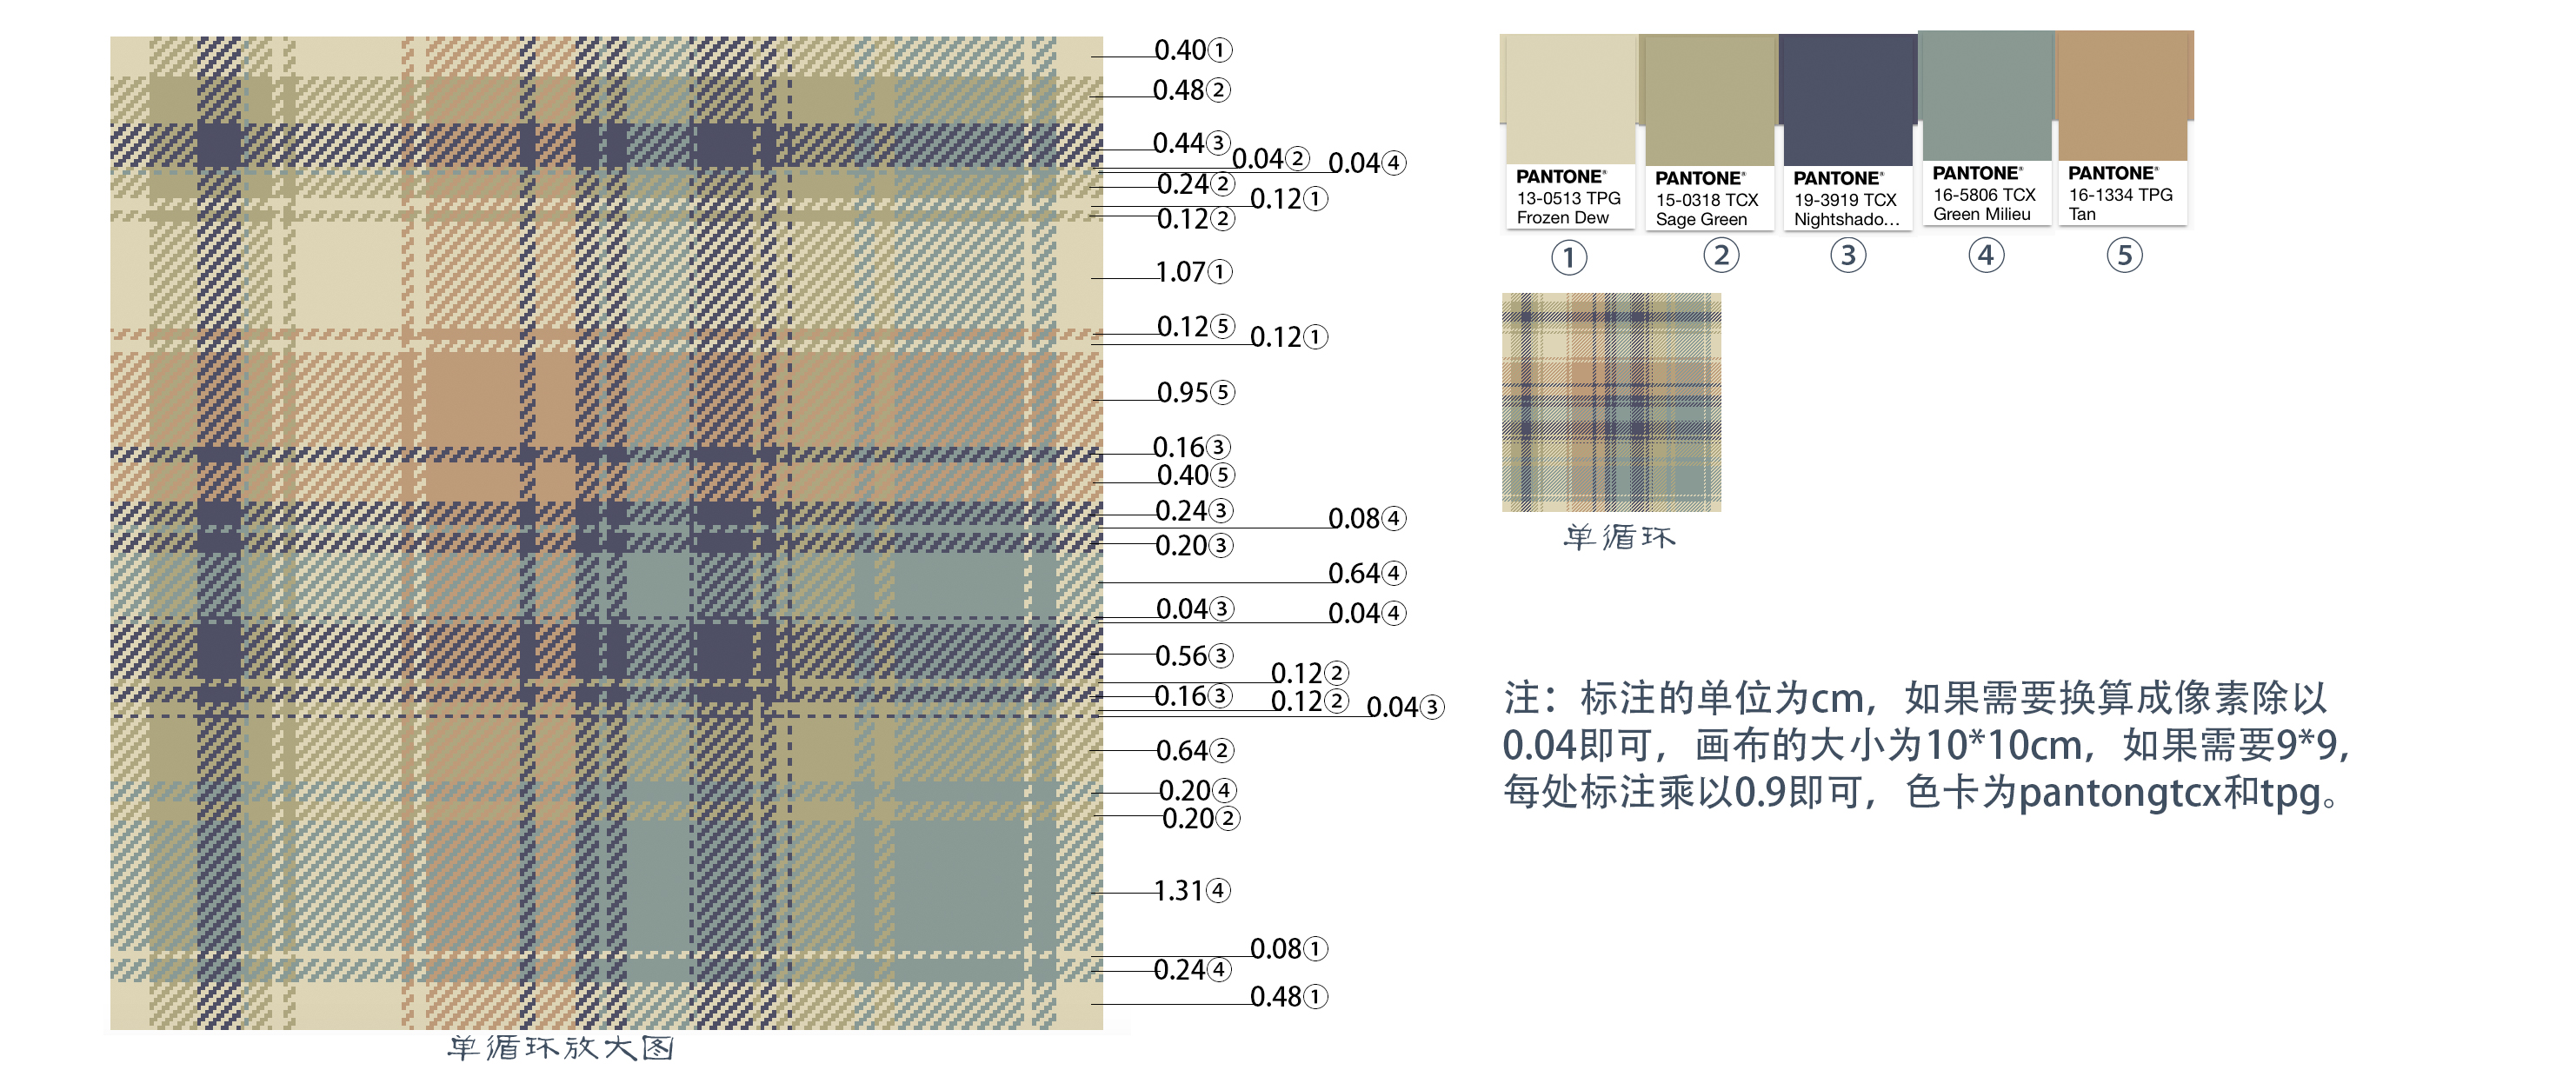 0.40①
0.48②
0.44③
0.04②
0.04④
0.24②
0.12①
0.12②
1.07①
0.12⑤
0.12①
0.95⑤
0.16③
0.40⑤
0.24③
0.08④
0.20③
0.64④
0.04③
0.04④
0.56③
0.12②
0.16③
0.12②
0.04③
0.64②
0.20④
0.20②
1.31④
0.08①
0.24④
0.48①
单循环放大图
PANTONE®
13-0513 TPG
Frozen Dew
①
PANTONE®
15-0318 TCX
Sage Green
②
PANTONE®
19-3919 TCX
Nightshado...
③
PANTONE®
16-5806 TCX
Green Milieu
④
PANTONE®
16-1334 TPG
Tan
⑤
单循环
注：标注的单位为cm，如果需要换算成像素除以
0.04即可，画布的大小为10*10cm，如果需要9*9,
每处标注乘以0.9即可，色卡为pantongtcx和tpg。